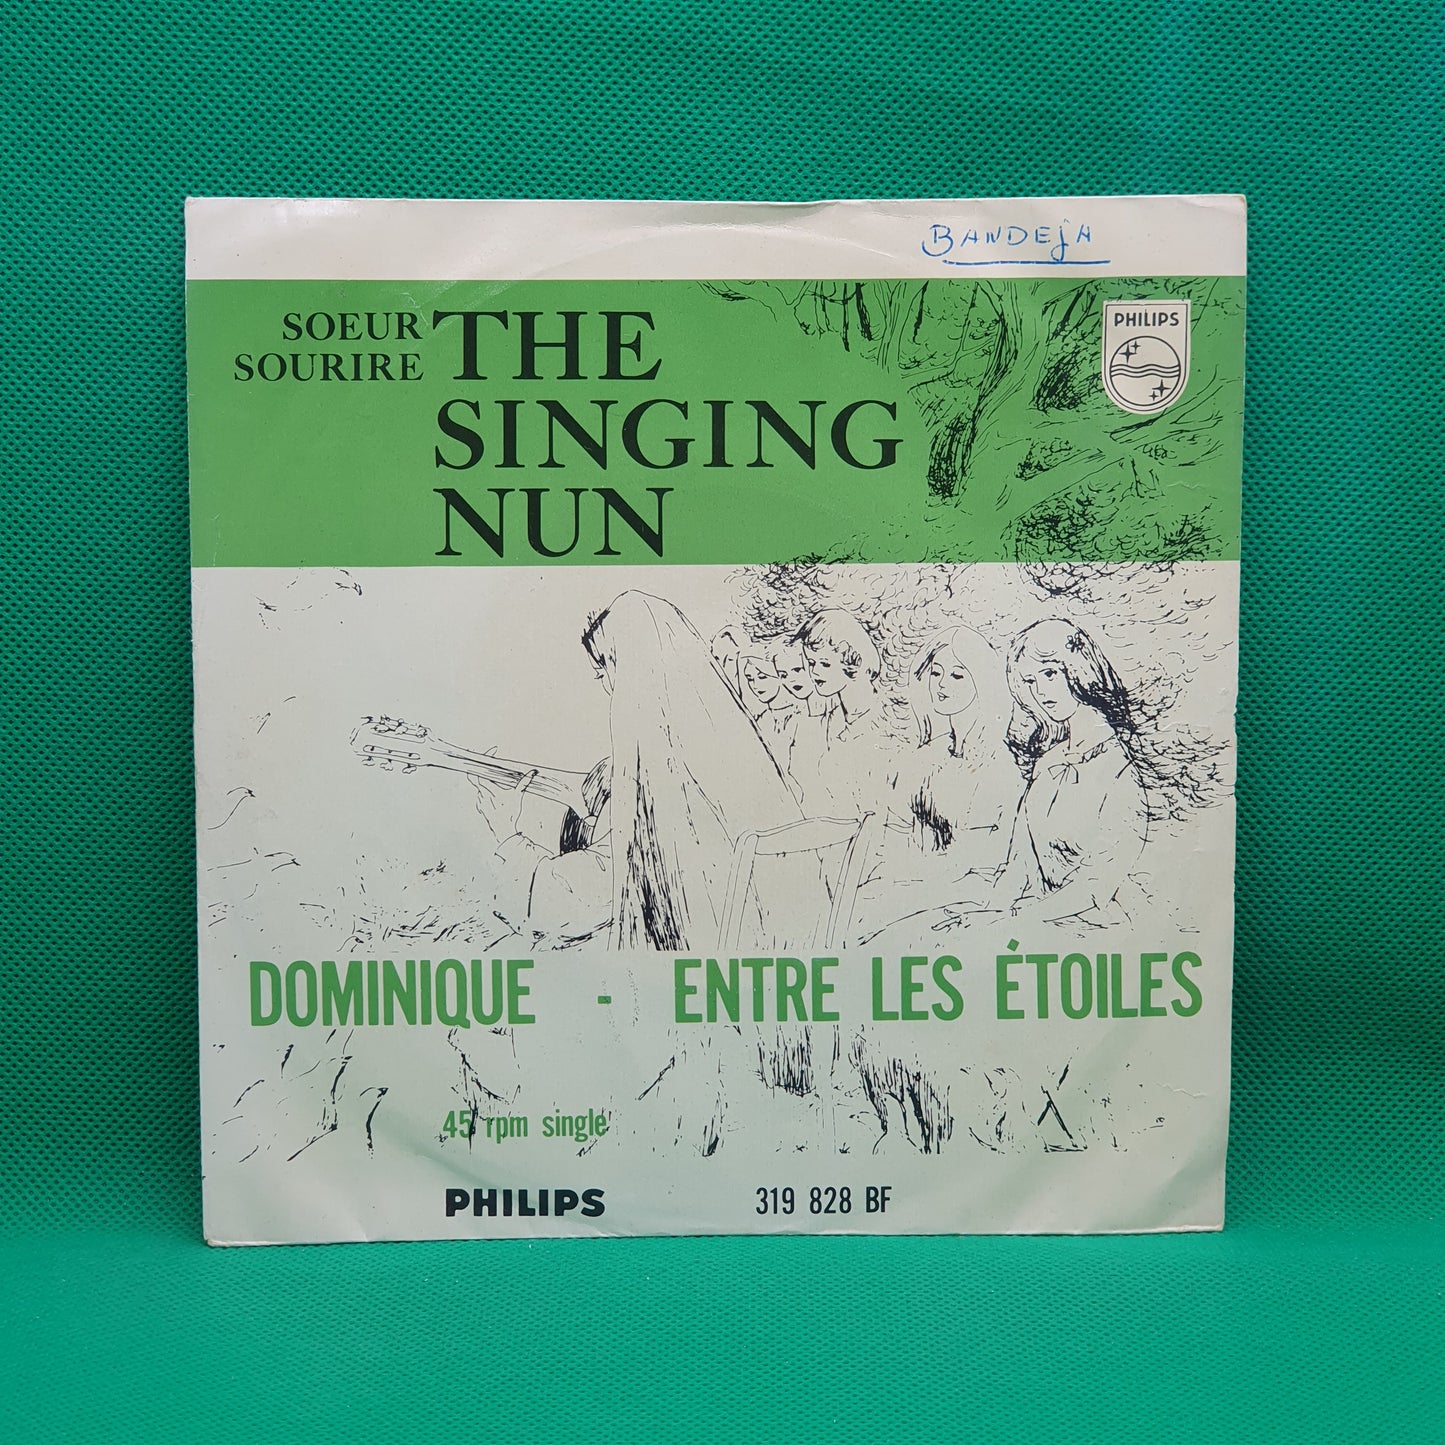 BANDEjA
SOEUR
SOURIRE
THE
SINGING
NUN
PHILIPS
DOMINIQUE - ENTRE LES ÉTOILES
45 rpm single
PHILIPS 319 828 BF